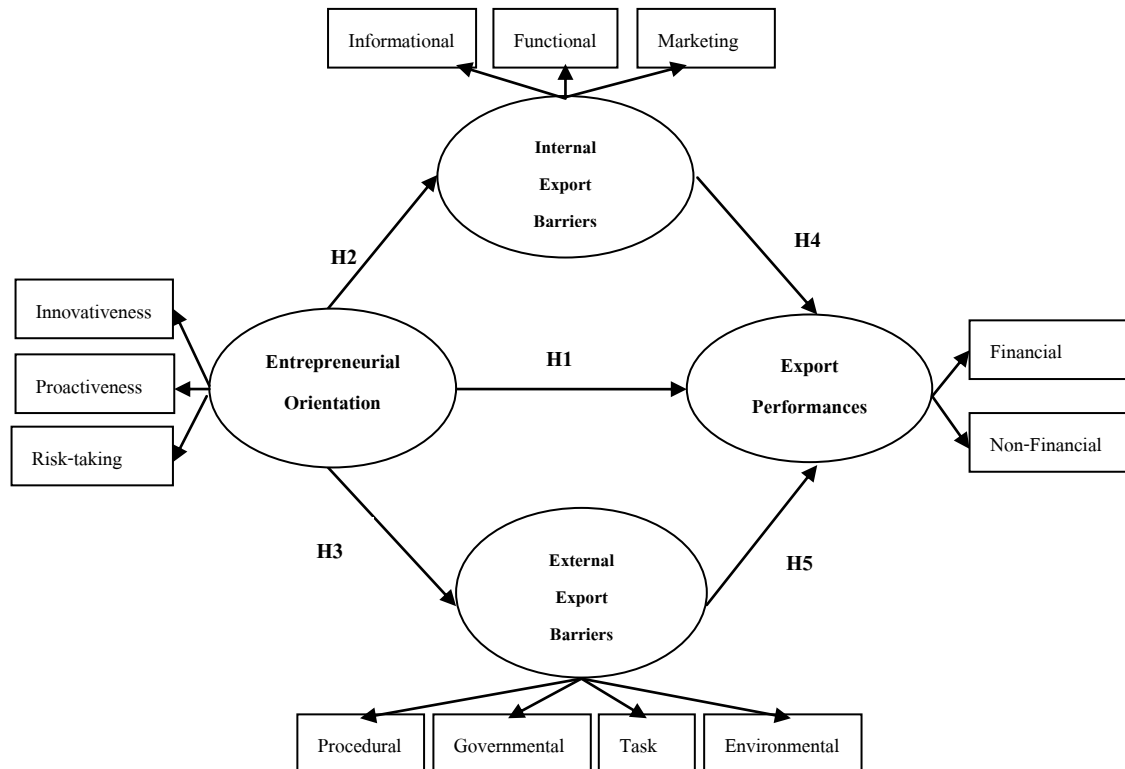 Informational
Functional
Marketing
Internal
Export
Barriers
H2
H4
Innovativeness
Proactiveness
Risk-taking
Entrepreneurial
Orientation
H1
Export
Performances
Financial
Non-Financial
H3
H5
External
Export
Barriers
Procedural
Governmental
Task
Environmental